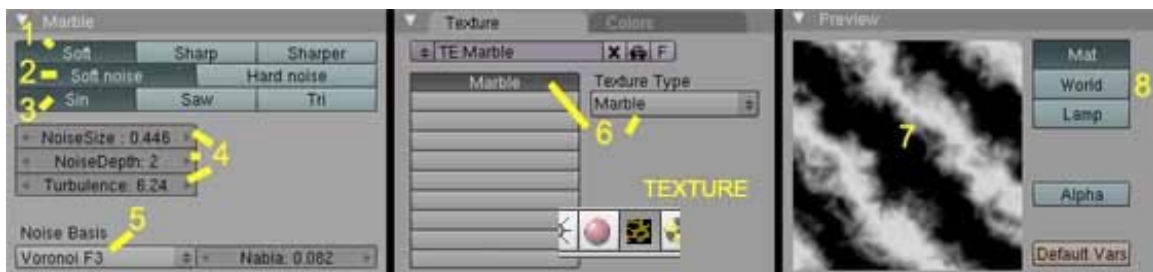 Marble
1
Soft Sharp Sharper
2
Soft noise Hard noise
3
Sin Saw Tri
NoiseSize : 0.446
NoiseDepth: 2
Turbulence: 6.24
4
5
Noise Basis
Voronoi F3
Nabla: 0.082
Texture Colors
TE:Marble X F
Marble
Texture Type
Marble
6
TEXTURE
Preview
7
Mat
World
Lamp
8
Alpha
Default Vars